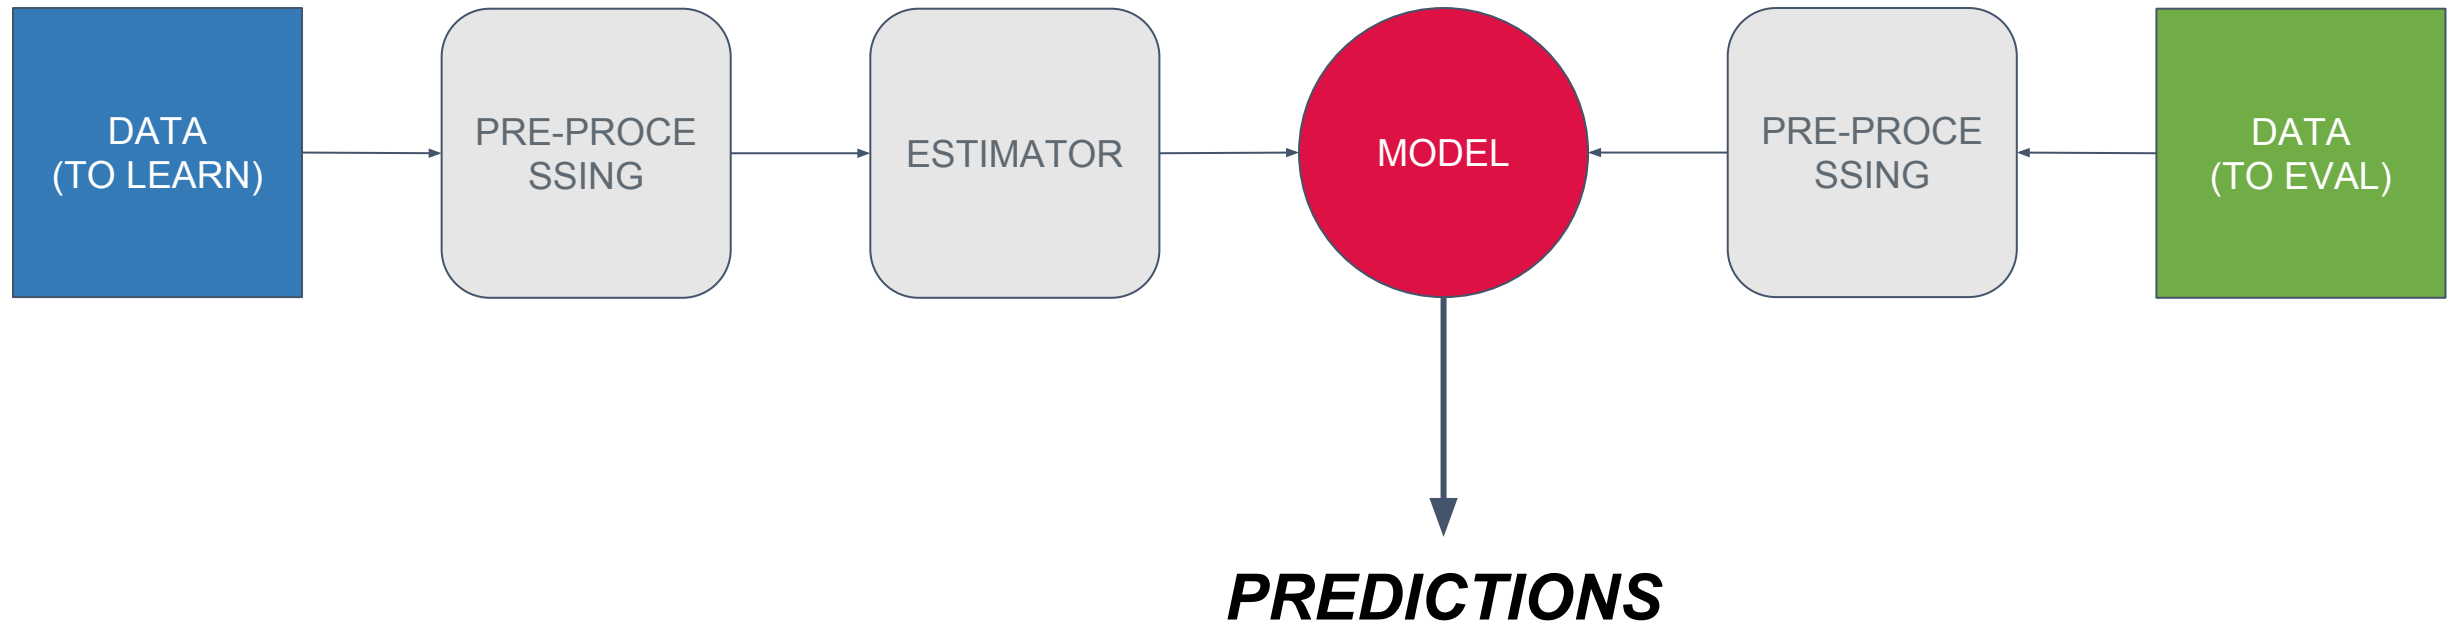 DATA
(TO LEARN)
PRE-PROCE
SSING
ESTIMATOR
MODEL
PRE-PROCE
SSING
DATA
(TO EVAL)
PREDICTIONS